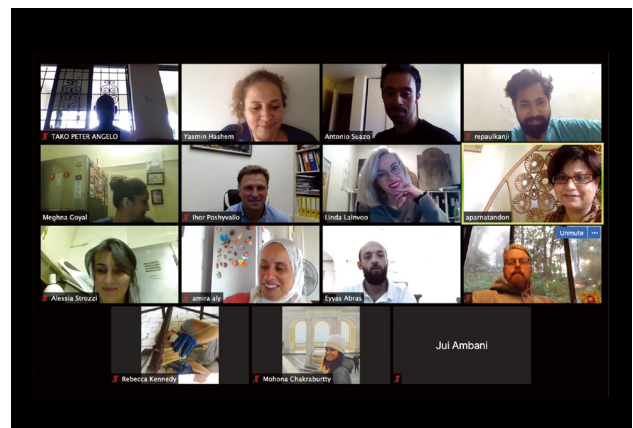 TAKO PETER ANGELO
Yasmin Hashem
Antonio Suazo
repaulkanji
Meghna Goyal
Ihor Poshyvailo
Linda Lainvoo
aparnatandon
Unmute ...
Alessia Strozzi
amira aly
Eyyas Abras
Rebecca Kennedy
Mohona Chakraburtty
Jui Ambani